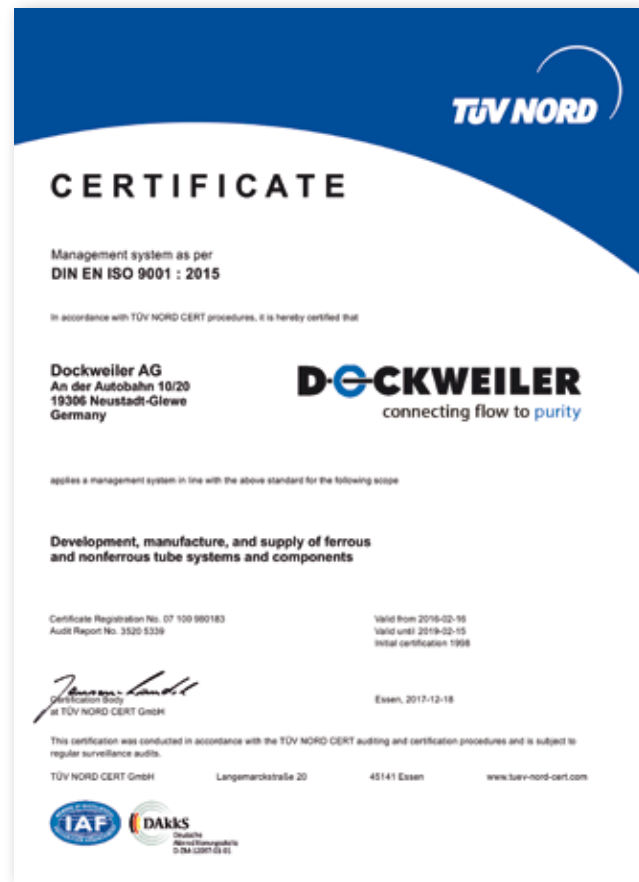 TÜV NORD
CERTIFICATE
Management system as per
DIN EN ISO 9001 : 2015
In accordance with TÜV NORD CERT procedures, it is hereby certified that
Dockweiler AG
An der Autobahn 10/20
19306 Neustadt-Glewe
Germany
DOCKWEILER
connecting flow to purity
applies a management system in line with the above standard for the following scope
Development, manufacture, and supply of ferrous
and nonferrous tube systems and components
Certificate Registration No. 07 100 980183
Audit Report No. 3520 5339
Valid from 2016-02-16
Valid until 2019-02-15
Initial certification 1998
Certification Body
at TÜV NORD CERT GmbH
Essen, 2017-12-18
This certification was conducted in accordance with the TÜV NORD CERT auditing and certification procedures and is subject to
regular surveillance audits.
TÜV NORD CERT GmbH Langemarckstraße 20 45141 Essen www.tuev-nord-cert.com
IAF
DAkkS
Deutsche
Akkreditierungsstelle